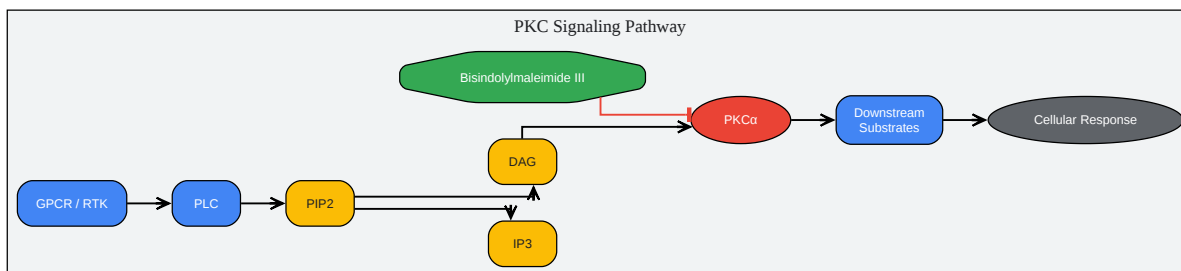 PKC Signaling Pathway
Bisindolylmaleimide III
PKCα
Downstream
Substrates
Cellular Response
DAG
GPCR / RTK
PLC
PIP2
IP3